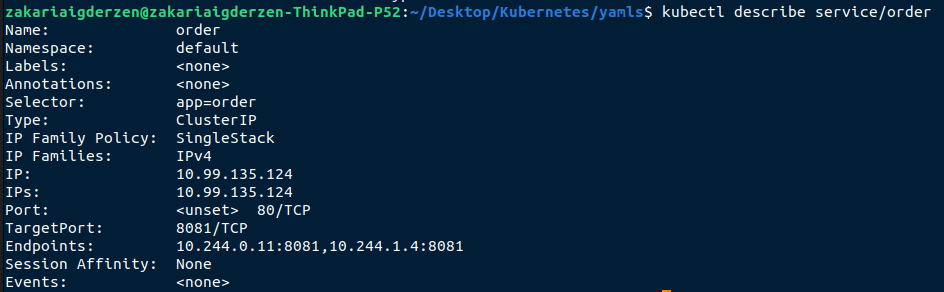 zakariaigderzen@zakariaigderzen-ThinkPad-P52:~/Desktop/Kubernetes/yamls$ kubectl describe service/order
Name:              order
Namespace:         default
Labels:            <none>
Annotations:       <none>
Selector:          app=order
Type:              ClusterIP
IP Family Policy:  SingleStack
IP Families:       IPv4
IP:                10.99.135.124
IPs:               10.99.135.124
Port:              <unset>  80/TCP
TargetPort:        8081/TCP
Endpoints:         10.244.0.11:8081,10.244.1.4:8081
Session Affinity:  None
Events:            <none>